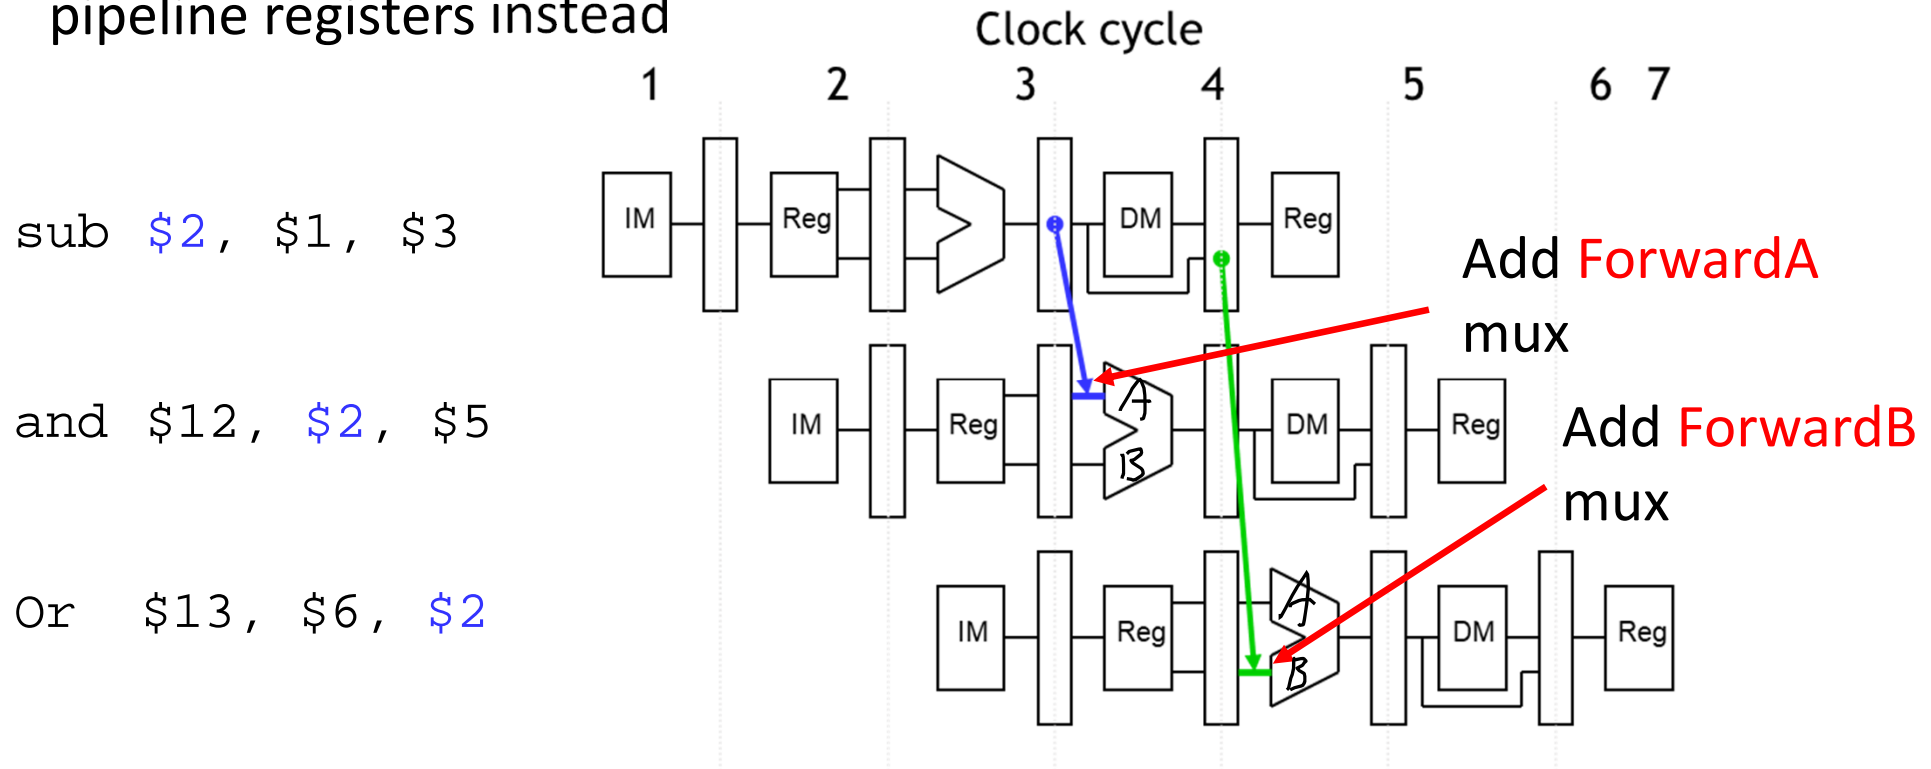 pipeline registers instead
Clock cycle
1 2 3 4 5 6 7
sub $2, $1, $3
IM Reg DM Reg
Add ForwardA
mux
and $12, $2, $5
IM Reg A B DM Reg
Add ForwardB
mux
Or $13, $6, $2
IM Reg A B DM Reg